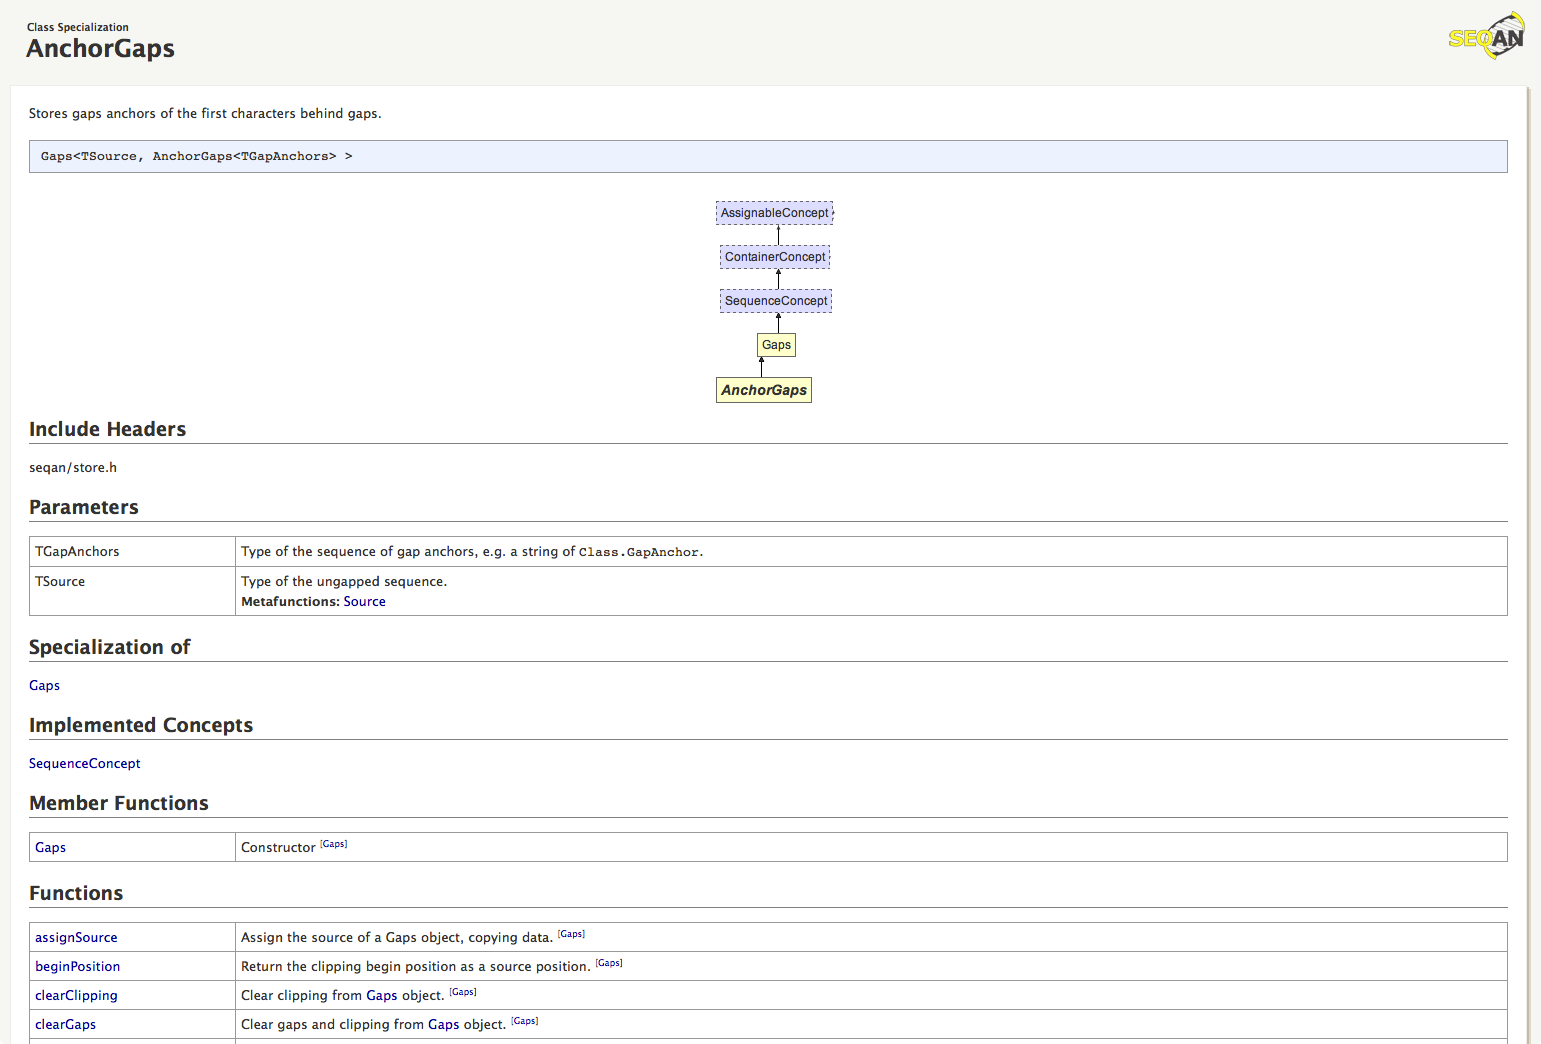 Class Specialization
AnchorGaps
SEQAN
Stores gaps anchors of the first characters behind gaps.
Gaps<TSource, AnchorGaps<TGapAnchors> >
AssignableConcept
ContainerConcept
SequenceConcept
Gaps
AnchorGaps
Include Headers
seqan/store.h
Parameters
TGapAnchors Type of the sequence of gap anchors, e.g. a string of Class.GapAnchor.
TSource Type of the ungapped sequence.
Metafunctions: Source
Specialization of
Gaps
Implemented Concepts
SequenceConcept
Member Functions
Gaps Constructor [Gaps]
Functions
assignSource Assign the source of a Gaps object, copying data. [Gaps]
beginPosition Return the clipping begin position as a source position. [Gaps]
clearClipping Clear clipping from Gaps object. [Gaps]
clearGaps Clear gaps and clipping from Gaps object. [Gaps]